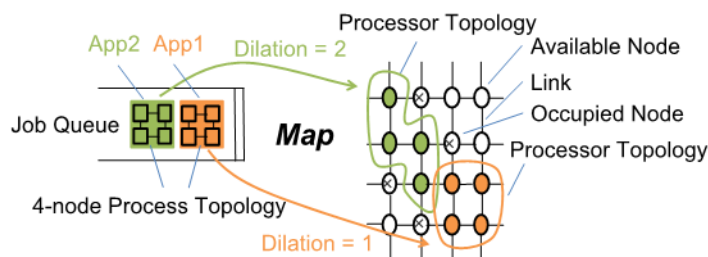 Processor Topology
App2 App1 Dilation = 2
Available Node
Link
Occupied Node
Job Queue
Map
Processor Topology
4-node Process Topology
Dilation = 1